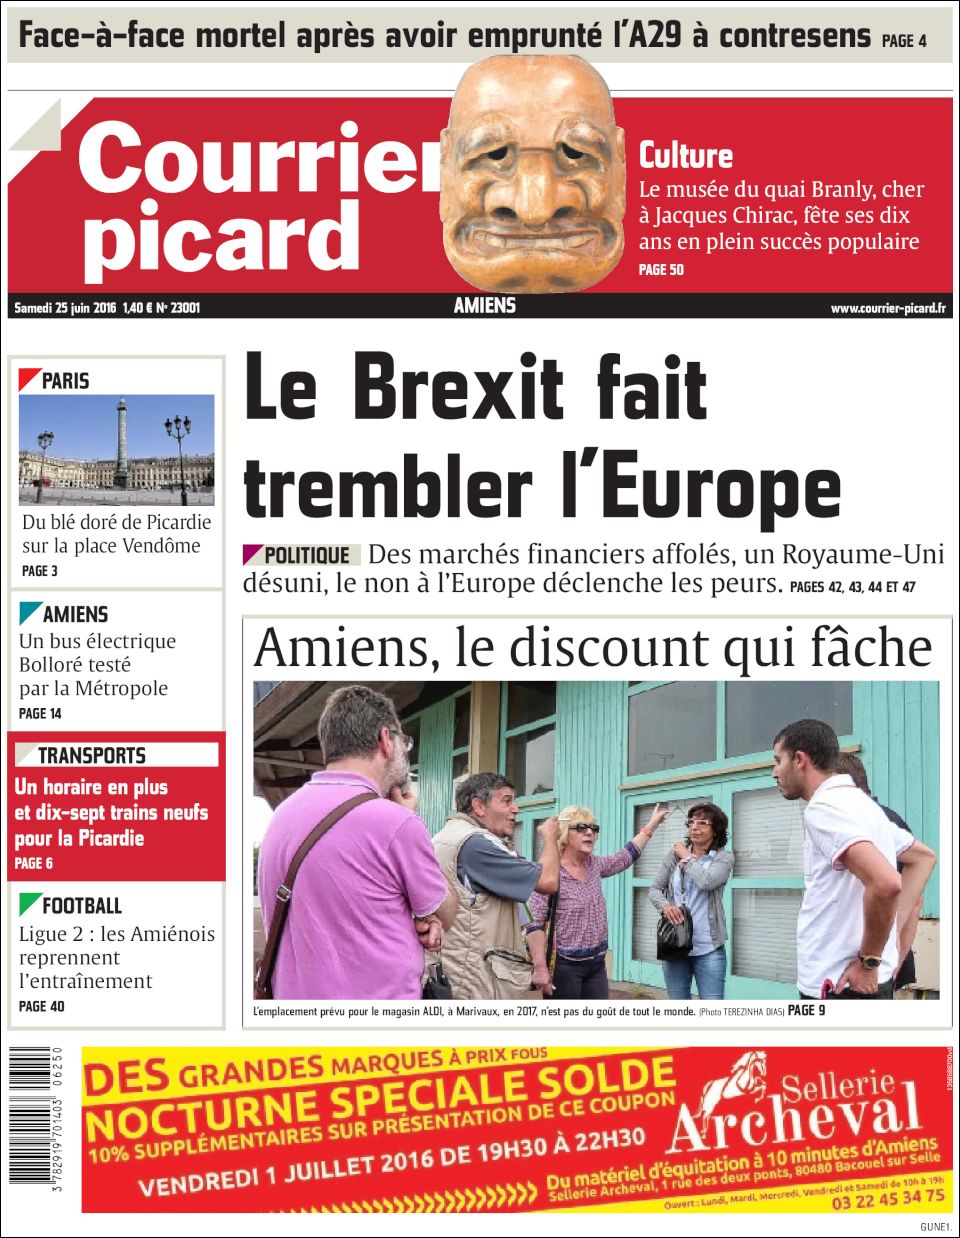 Face-à-face mortel après avoir emprunté l'A29 à contresens PAGE 4
Courrier
picard
Culture
Le musée du quai Branly, cher
à Jacques Chirac, fête ses dix
ans en plein succès populaire
PAGE 50
Samedi 25 juin 2016 1,40 € N° 23001
AMIENS
www.courrier-picard.fr
PARIS
Du blé doré de Picardie
sur la place Vendôme
PAGE 3
AMIENS
Un bus électrique
Bolloré testé
par la Métropole
PAGE 14
TRANSPORTS
Un horaire en plus
et dix-sept trains neufs
pour la Picardie
PAGE 6
FOOTBALL
Ligue 2 : les Amiénois
reprennent
l'entraînement
PAGE 40
Le Brexit fait
trembler l'Europe
POLITIQUE Des marchés financiers affolés, un Royaume-Uni
désuni, le non à l'Europe déclenche les peurs. PAGES 42, 43, 44 ET 47
Amiens, le discount qui fâche
L'emplacement prévu pour le magasin ALDI, à Marivaux, en 2017, n'est pas du goût de tout le monde. (Photo TEREZINHA DIAS) PAGE 9
3 782919 701403 06250
DES GRANDES MARQUES À PRIX FOUS
NOCTURNE SPECIALE SOLDE
10% SUPPLÉMENTAIRES SUR PRÉSENTATION DE CE COUPON
VENDREDI 1 JUILLET 2016 DE 19H30 À 22H30
Sellerie
Archeval
Du matériel d'équitation à 10 minutes d'Amiens
Sellerie Archeval, 1 rue des deux ponts, 80480 Bacouel sur Selle
Ouvert : Lundi, Mardi, Mercredi, Vendredi et Samedi de 10h à 19h
03 22 45 34 75
GUNE1.